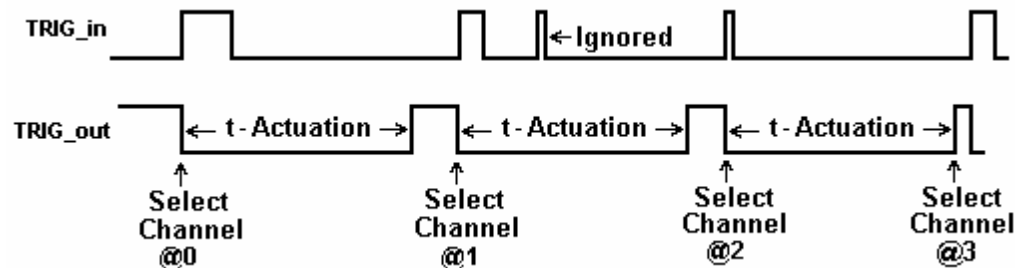 TRIG_in
←Ignored
TRIG_out
← t-Actuation →
← t-Actuation →
← t-Actuation →
Select
Channel
@0
Select
Channel
@1
Select
Channel
@2
Select
Channel
@3